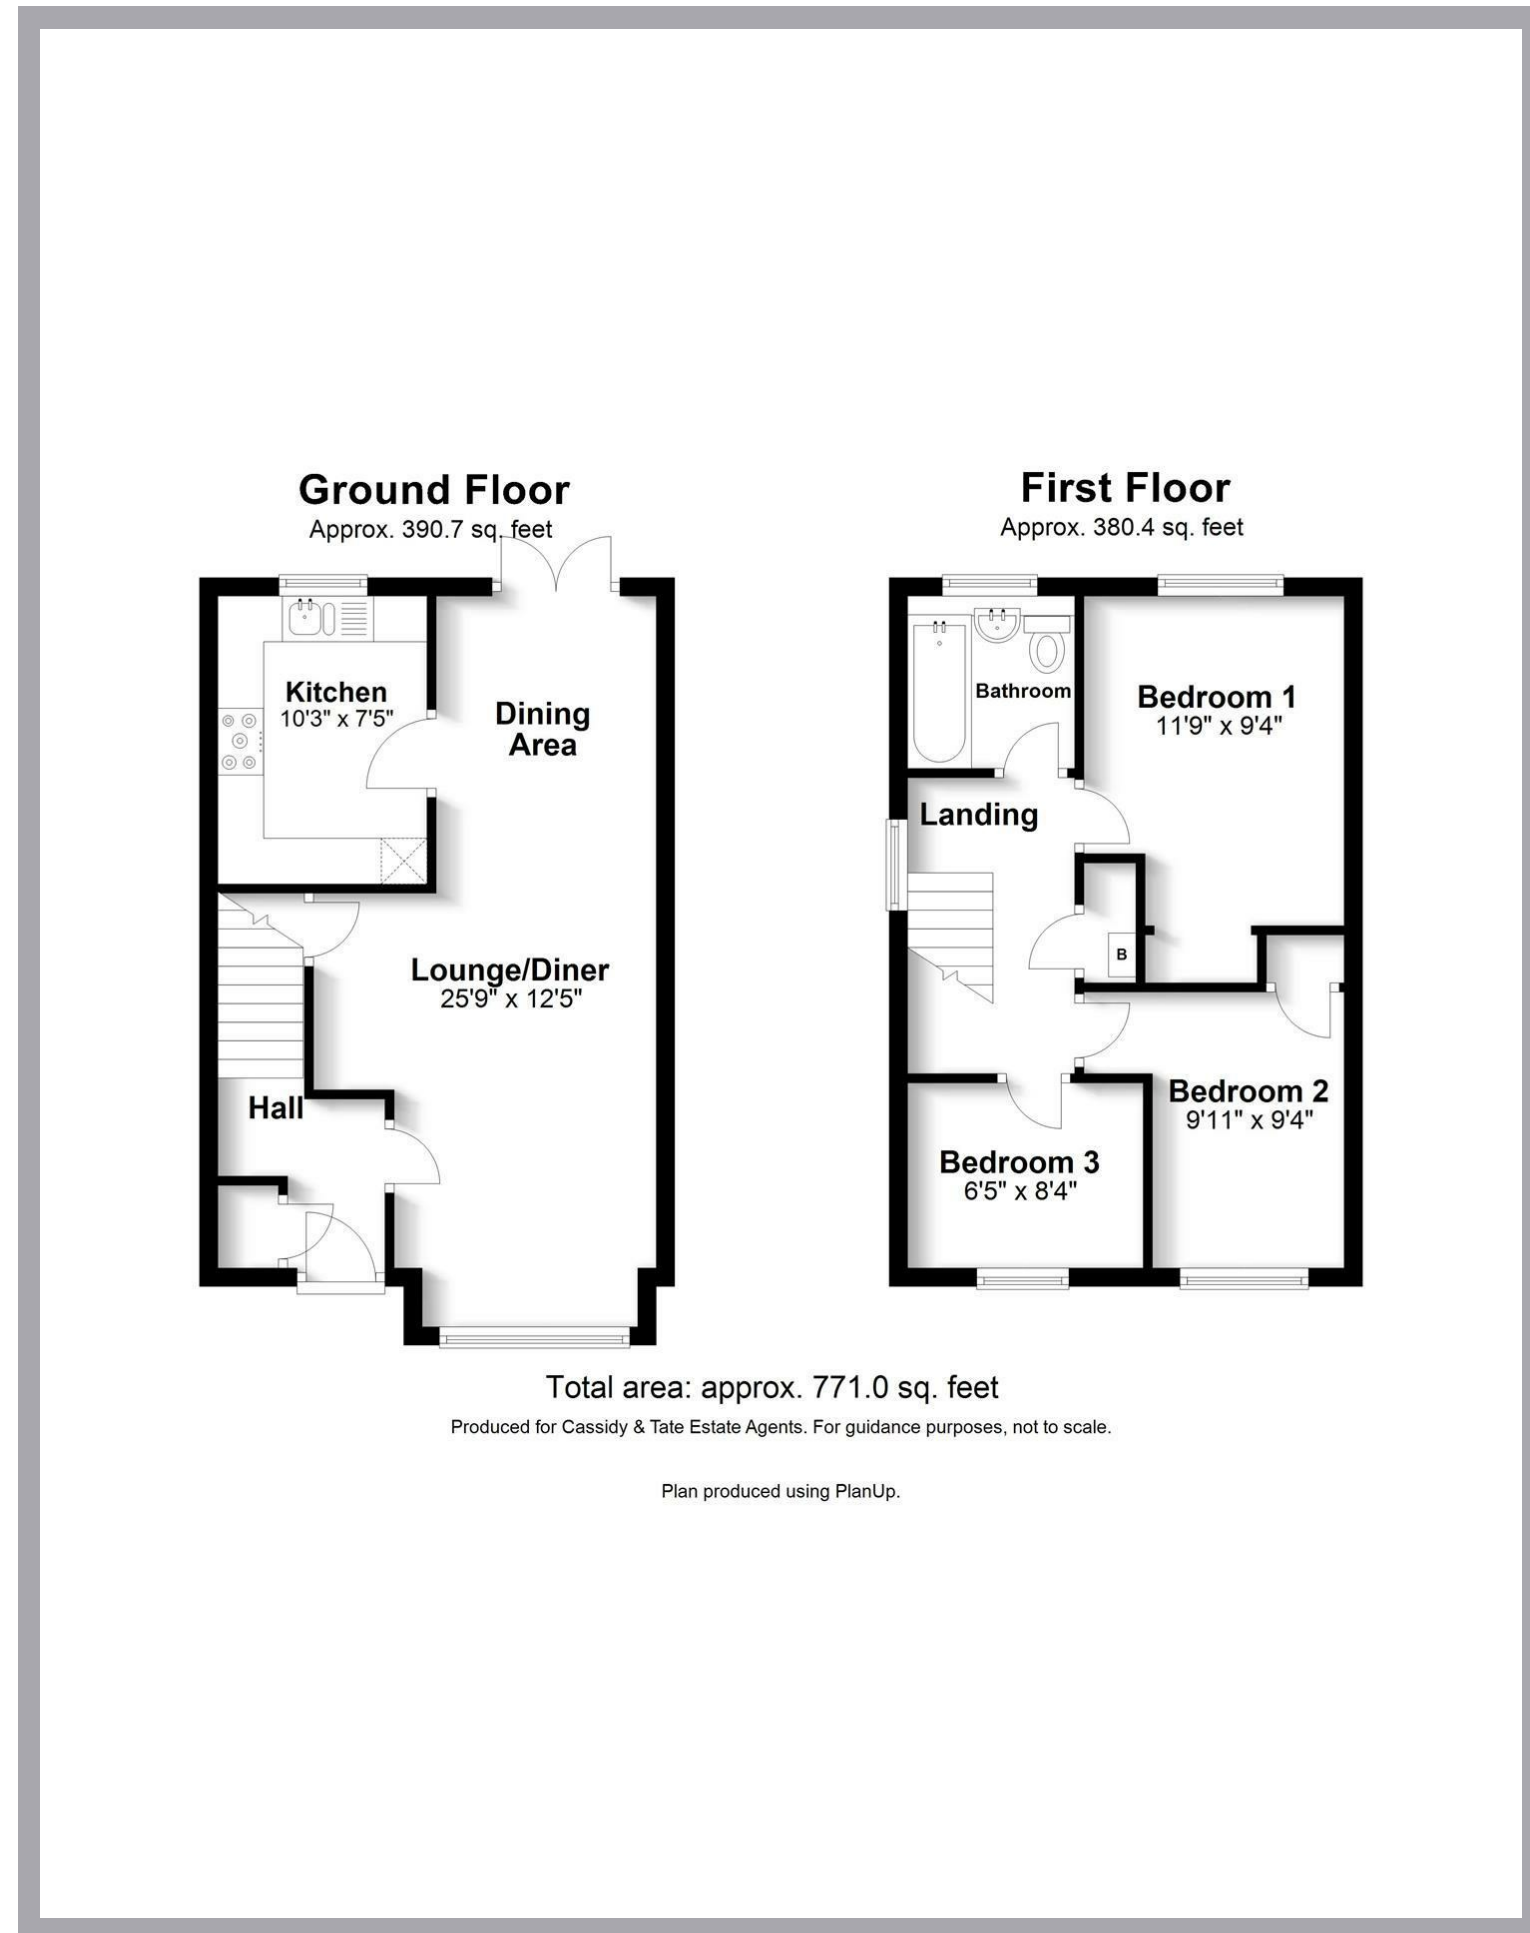 Ground Floor
Approx. 390.7 sq. feet
Kitchen
10'3" x 7'5"
Dining
Area
Lounge/Diner
25'9" x 12'5"
Hall
First Floor
Approx. 380.4 sq. feet
Bathroom
Bedroom 1
11'9" x 9'4"
Landing
B
Bedroom 2
9'11" x 9'4"
Bedroom 3
6'5" x 8'4"
Total area: approx. 771.0 sq. feet
Produced for Cassidy & Tate Estate Agents. For guidance purposes, not to scale.
Plan produced using PlanUp.